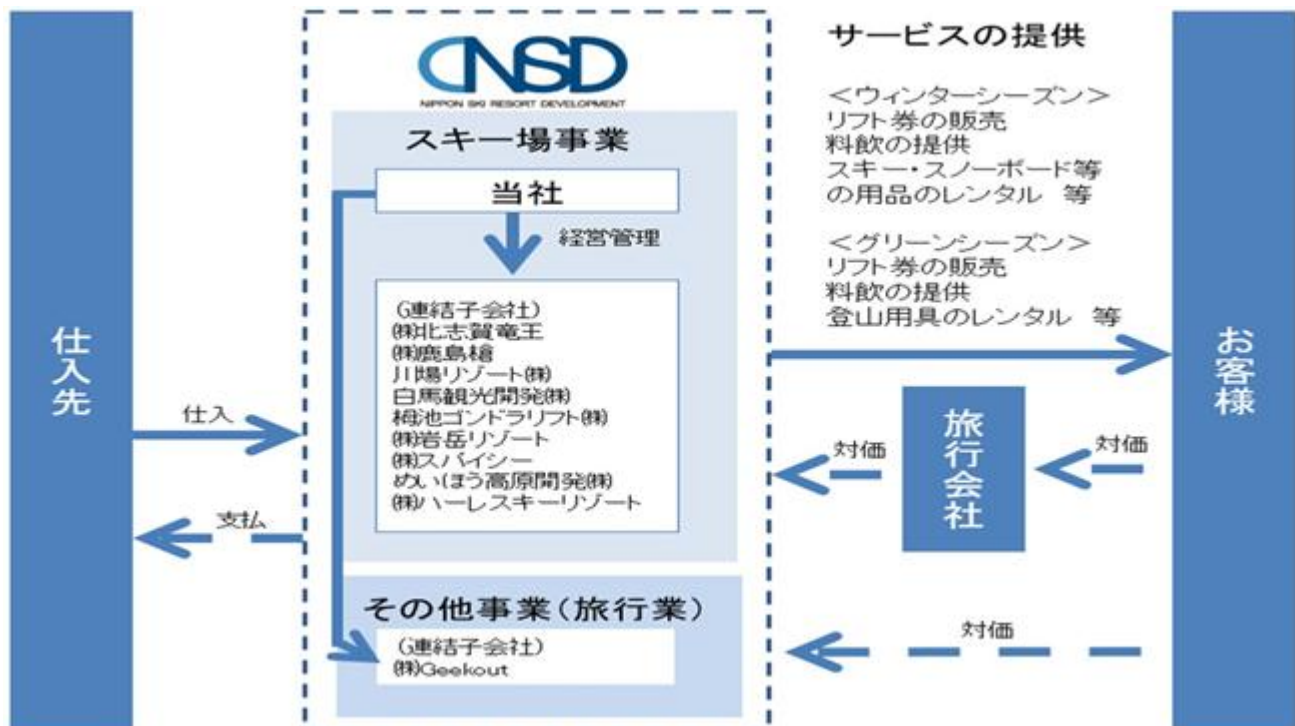 仕入先
仕入
支払
CNSD
NIPPON SKI RESORT DEVELOPMENT
スキー場事業
当社
経営管理
(連結子会社)
㈱北志賀竜王
㈱鹿島槍
川場リゾート㈱
白馬観光開発㈱
栂池ゴンドラリフト㈱
㈱岩岳リゾート
㈱スパイシー
めいほう高原開発㈱
㈱ハーレスキーリゾート
その他事業(旅行業)
(連結子会社)
㈱Geekout
サービスの提供
<ウィンターシーズン>
リフト券の販売
料飲の提供
スキー・スノーボード等
の用品のレンタル 等
<グリーンシーズン>
リフト券の販売
料飲の提供
登山用具のレンタル 等
対価
旅行会社
対価
対価
お客様